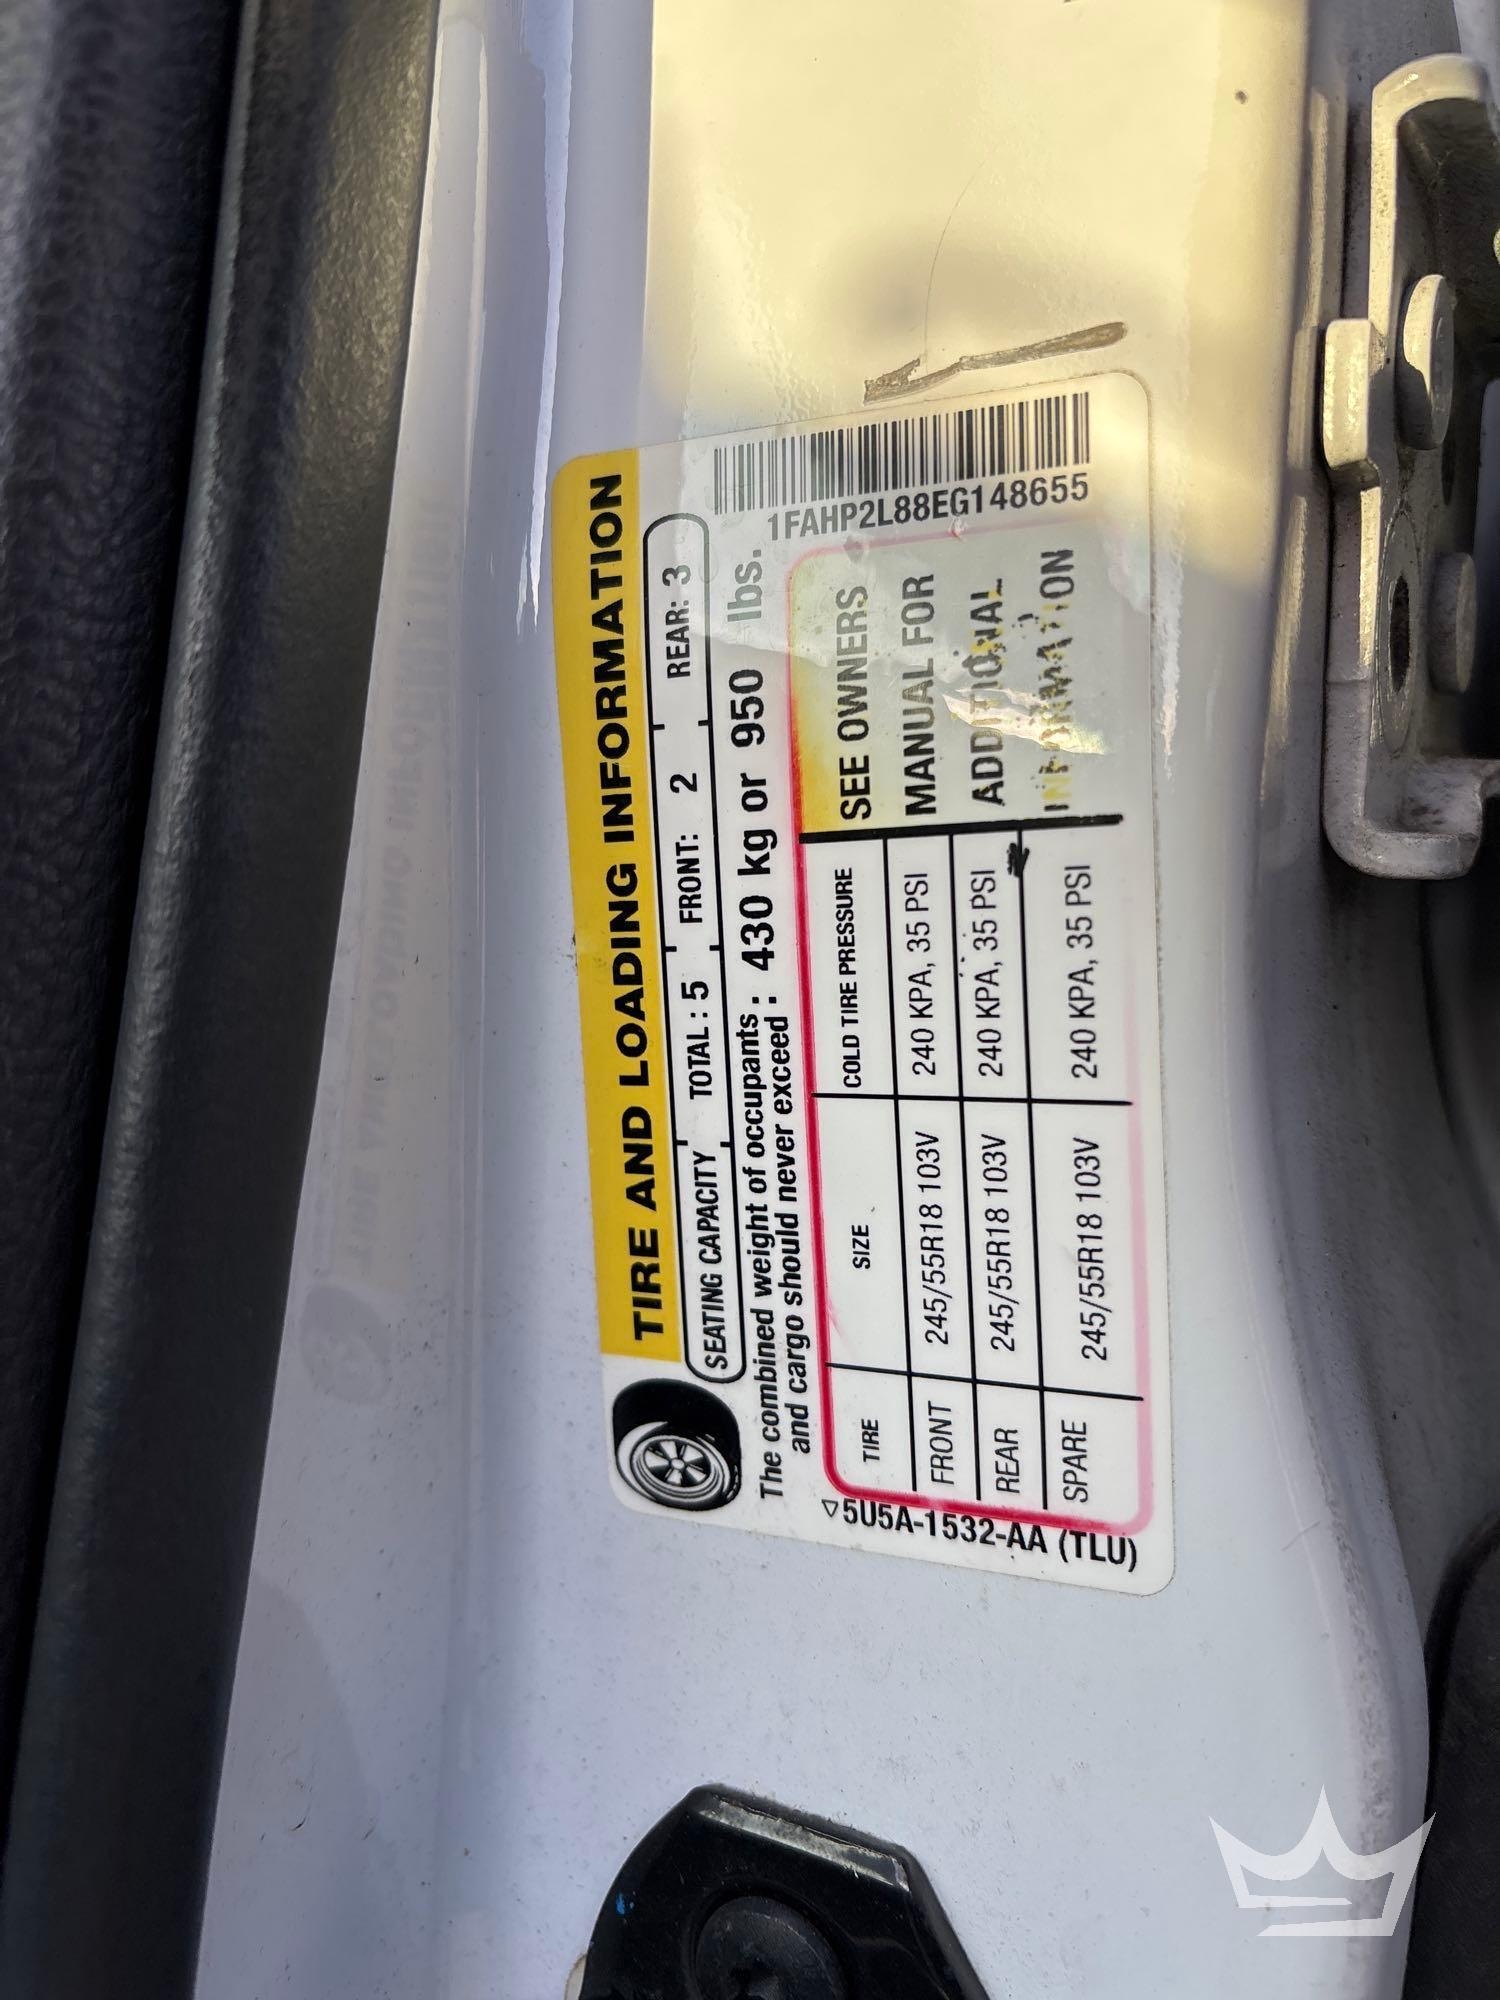 TIRE AND LOADING INFORMATION
SEATING CAPACITY TOTAL : 5 FRONT: 2 REAR: 3
The combined weight of occupants : 430 kg or 950 lbs.
and cargo should never exceed :
1FAHP2L88EG148655
TIRE SIZE COLD TIRE PRESSURE
FRONT 245/55R18 103V 240 KPA, 35 PSI
REAR 245/55R18 103V 240 KPA, 35 PSI
SPARE 245/55R18 103V 240 KPA, 35 PSI
SEE OWNERS
MANUAL FOR
ADDITIONAL
INFORMATION
▽5U5A-1532-AA (TLU)